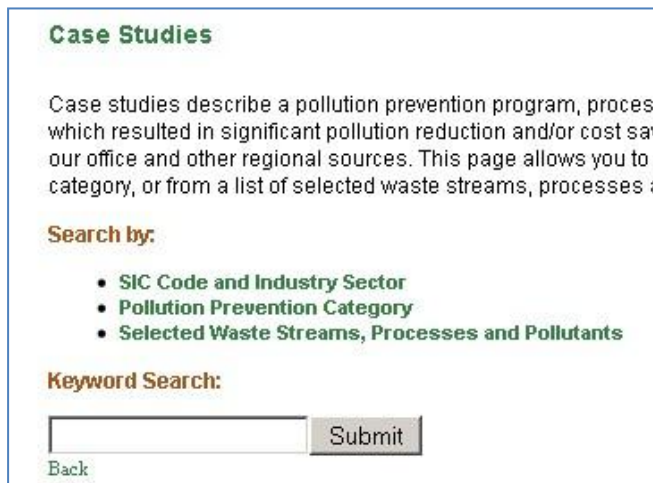 Case Studies
Case studies describe a pollution prevention program, proces
which resulted in significant pollution reduction and/or cost sa
our office and other regional sources. This page allows you to
category, or from a list of selected waste streams, processes
Search by:
• SIC Code and Industry Sector
• Pollution Prevention Category
• Selected Waste Streams, Processes and Pollutants
Keyword Search:
Submit
Back